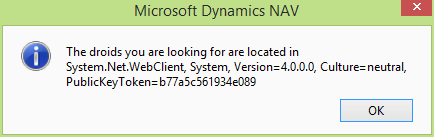 Microsoft Dynamics NAV
The droids you are looking for are located in
System.Net.WebClient, System, Version=4.0.0.0, Culture=neutral,
PublicKeyToken=b77a5c561934e089
OK